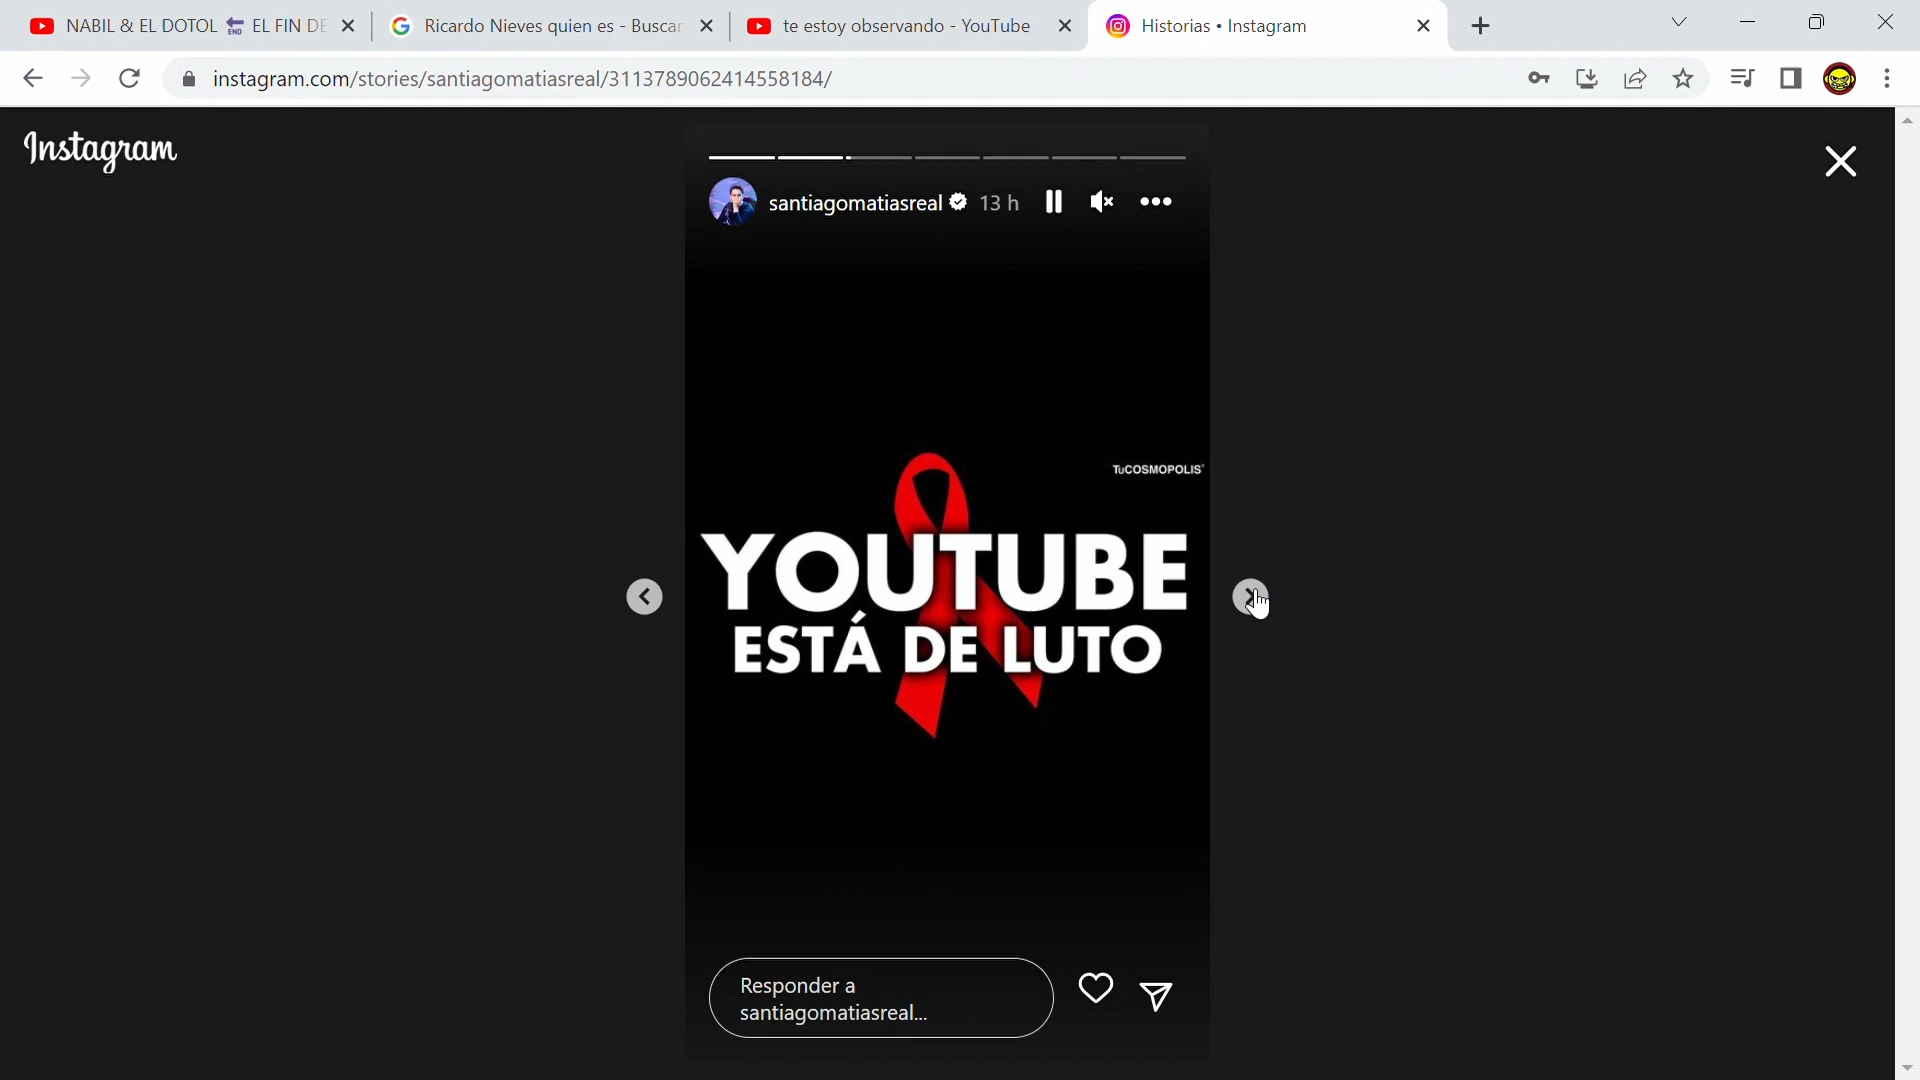 NABIL & EL DOTOL 🔚 EL FIN DE
Ricardo Nieves quien es - Buscar
te estoy observando - YouTube
Historias • Instagram
instagram.com/stories/santiagomatiasreal/3113789062414558184/
Instagram
santiagomatiasreal 13 h
TUCOSMOPOLIS
YOUTUBE
ESTÁ DE LUTO
Responder a
santiagomatiasreal...